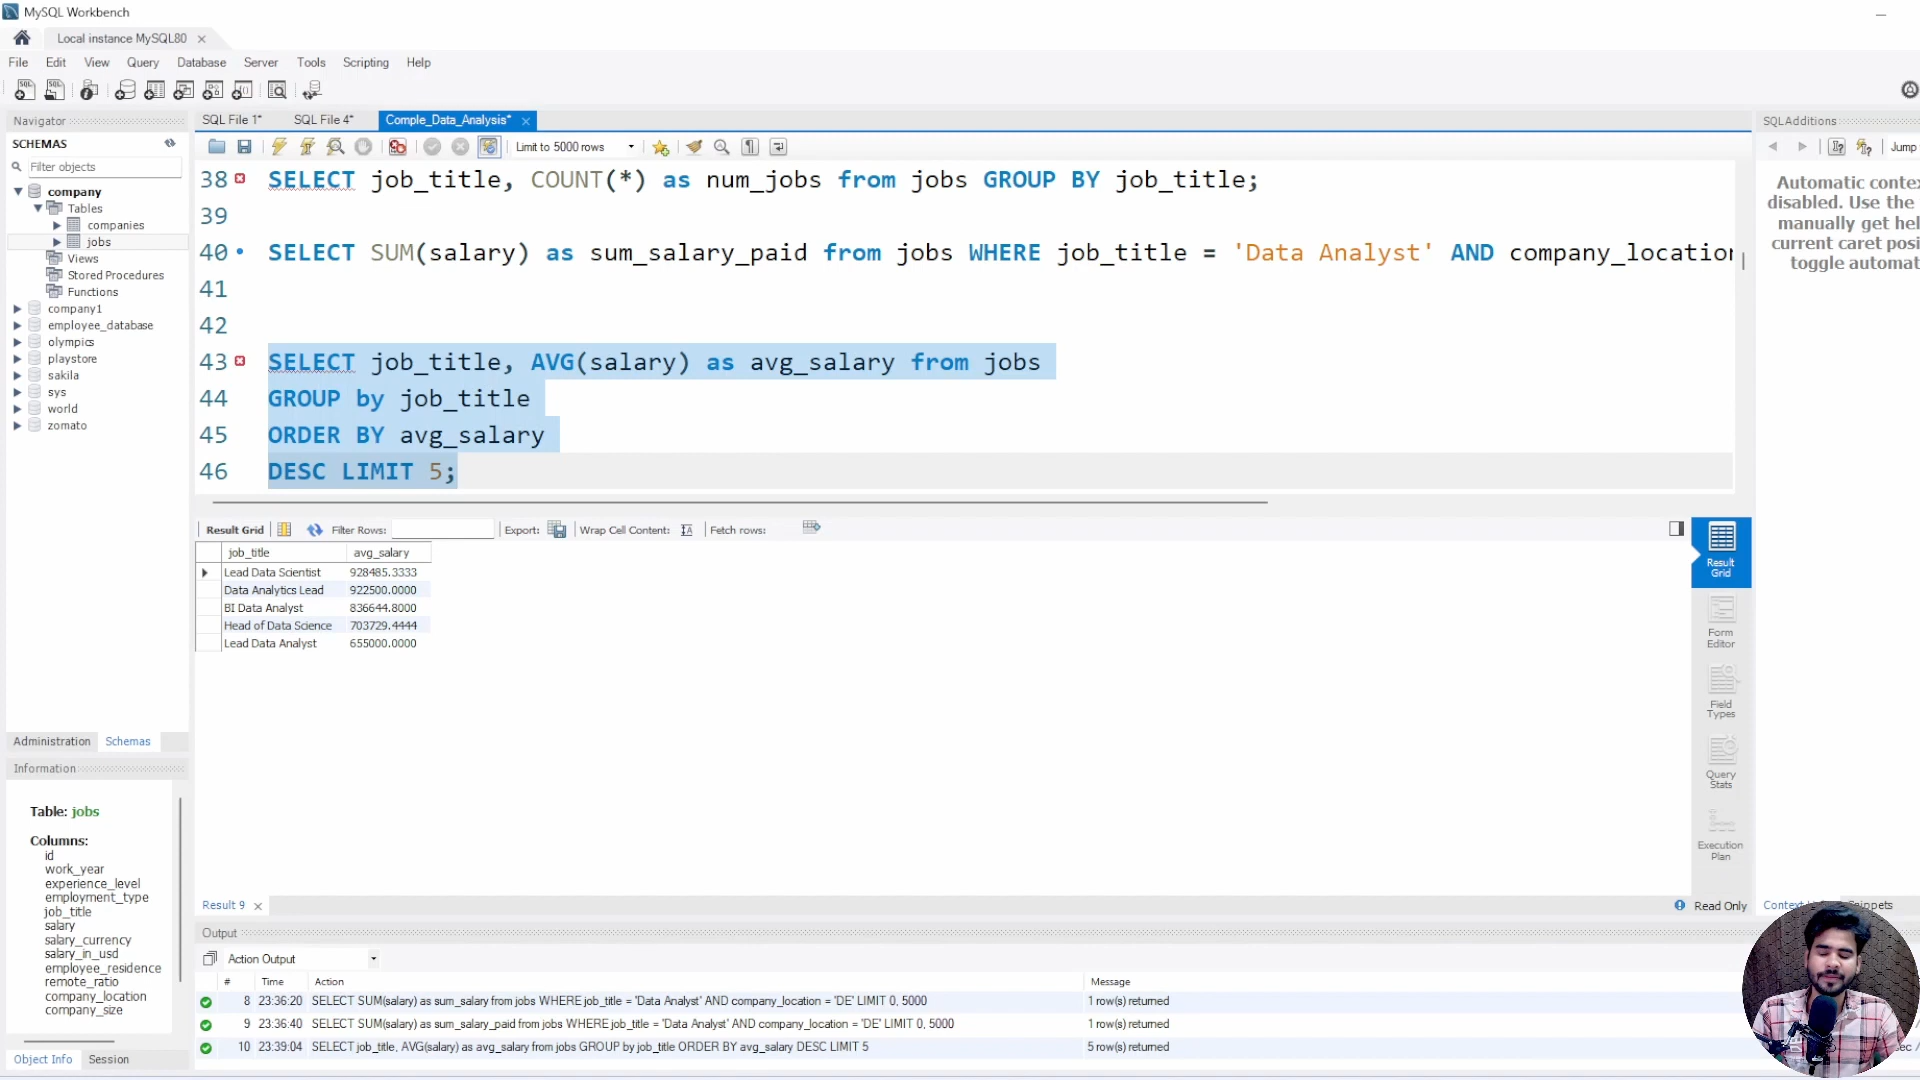 MySQL Workbench
Local instance MySQL80
File Edit View Query Database Server Tools Scripting Help
Navigator
SCHEMAS
Filter objects
company
Tables
companies
jobs
Views
Stored Procedures
Functions
company1
employee_database
olympics
playstore
sakila
sys
world
zomato
Administration Schemas
Information
Table: jobs
Columns:
id
work_year
experience_level
employment_type
job_title
salary
salary_currency
salary_in_usd
employee_residence
remote_ratio
company_location
company_size
Object Info Session
SQL File 1* SQL File 4* Comple_Data_Analysis*
Limit to 5000 rows
38 SELECT job_title, COUNT(*) as num_jobs from jobs GROUP BY job_title;
39
40 SELECT SUM(salary) as sum_salary_paid from jobs WHERE job_title = 'Data Analyst' AND company_location
41
42
43 SELECT job_title, AVG(salary) as avg_salary from jobs
44 GROUP by job_title
45 ORDER BY avg_salary
46 DESC LIMIT 5;
Result Grid Filter Rows: Export: Wrap Cell Content: Fetch rows:
job_title avg_salary
Lead Data Scientist 928485.3333
Data Analytics Lead 922500.0000
BI Data Analyst 836644.8000
Head of Data Science 703729.4444
Lead Data Analyst 655000.0000
Result Grid
Form Editor
Field Types
Query Stats
Execution Plan
Result 9
Read Only
Output
Action Output
# Time Action Message
8 23:36:20 SELECT SUM(salary) as sum_salary from jobs WHERE job_title = 'Data Analyst' AND company_location = 'DE' LIMIT 0, 5000 1 row(s) returned
9 23:36:40 SELECT SUM(salary) as sum_salary_paid from jobs WHERE job_title = 'Data Analyst' AND company_location = 'DE' LIMIT 0, 5000 1 row(s) returned
10 23:39:04 SELECT job_title, AVG(salary) as avg_salary from jobs GROUP by job_title ORDER BY avg_salary DESC LIMIT 5 5 row(s) returned
SQLAdditions
Jump
Automatic contex
disabled. Use the
manually get hel
current caret posi
toggle automat